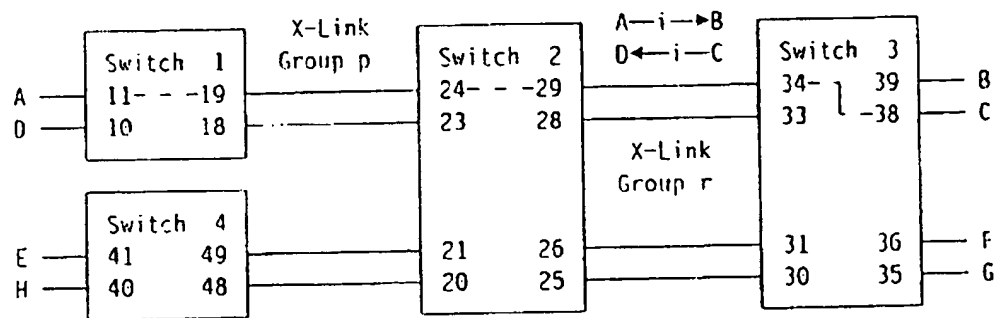 X-Link
Group p
A—i→B
D←i—C
Switch 1
Switch 2
Switch 3
A
11- - -19
24- - -29
34- 39
B
D
10 18
23 28
33 -38
C
X-Link
Group r
Switch 4
E
41 49
21 26
31 36
F
H
40 48
20 25
30 35
G